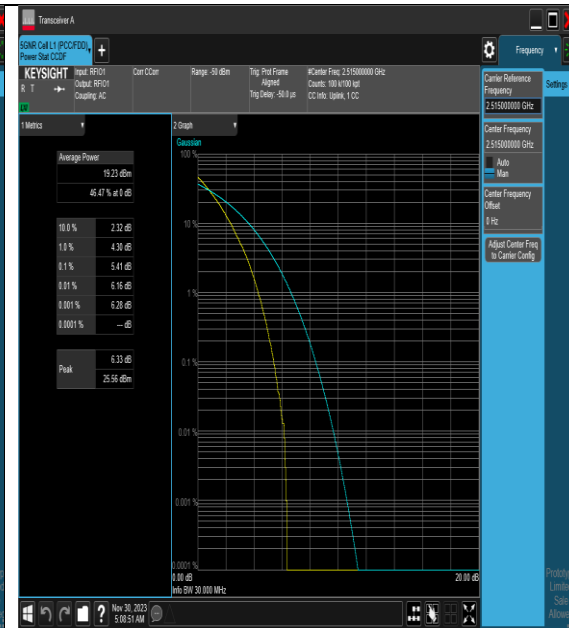 Transceiver A
5GNR Cell L1 (PCC/FDD),
Power Stat CCDF
Frequency
KEYSIGHT
R T
Input: RFIO1
Output: RFIO1
Coupling: AC
Corr CCorr
Range: -50 dBm
Trig: Prot Frame
Aligned
Trig Delay: -50.0 µs
#Center Freq: 2.515000000 GHz
Counts: 100 k/100 kpt
CC Info: Uplink, 1 CC
Carrier Reference
Frequency
2.515000000 GHz
Settings
Center Frequency
2.515000000 GHz
Auto
Man
Center Frequency
Offset
0 Hz
Adjust Center Freq
to Carrier Config
1 Metrics
Average Power
19.23 dBm
46.47 % at 0 dB
10.0 % 2.32 dB
1.0 % 4.30 dB
0.1 % 5.41 dB
0.01 % 6.16 dB
0.001 % 6.28 dB
0.0001 % --- dB
Peak
6.33 dB
25.56 dBm
2 Graph
Gaussian
100 %
10 %
1 %
0.1 %
0.01 %
0.001 %
0.0001 %
0.00 dB
20.00 dB
Info BW 30.000 MHz
Nov 30, 2023
5:08:51 AM